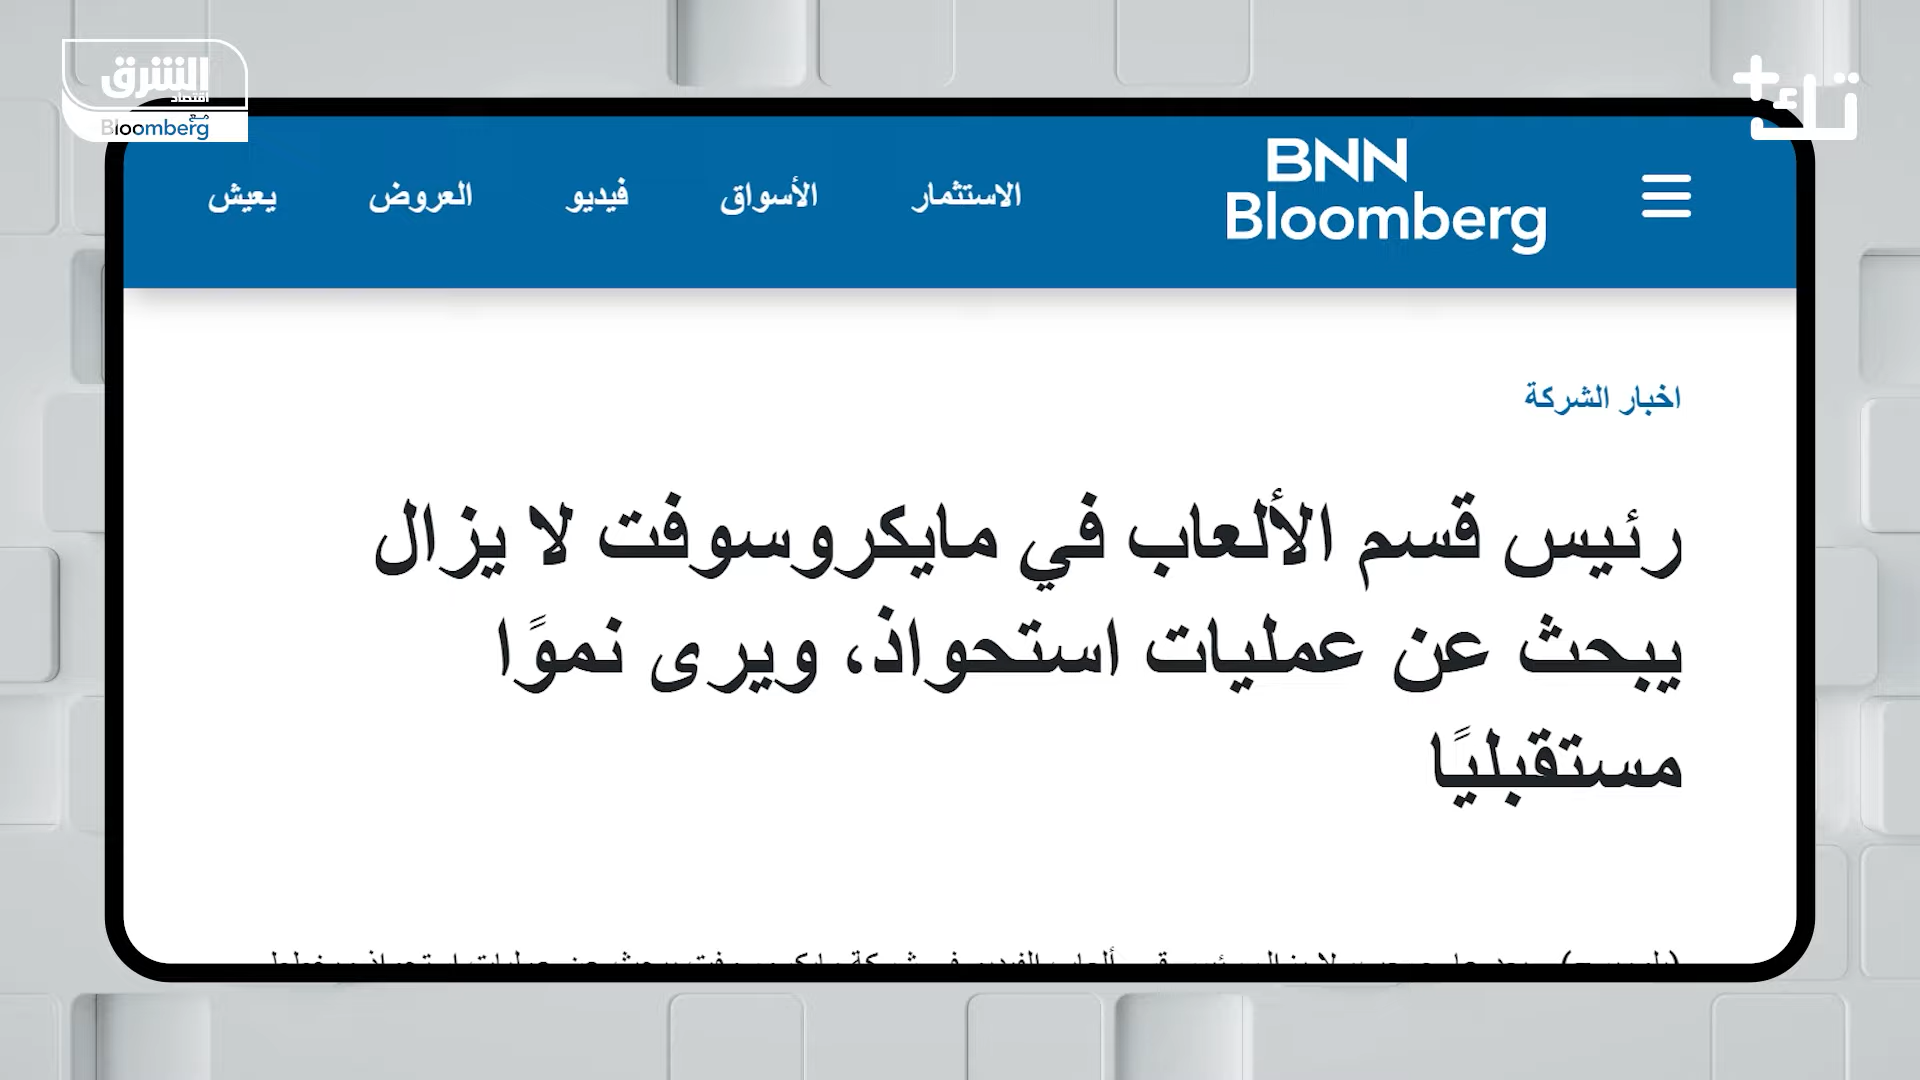 الشرق
اقتصاد
مع
Bloomberg
تك+
BNN
Bloomberg
الاستثمار
الأسواق
فيديو
العروض
يعيش
اخبار الشركة
رئيس قسم الألعاب في مايكروسوفت لا يزال
يبحث عن عمليات استحواذ، ويرى نموًا
مستقبليًا